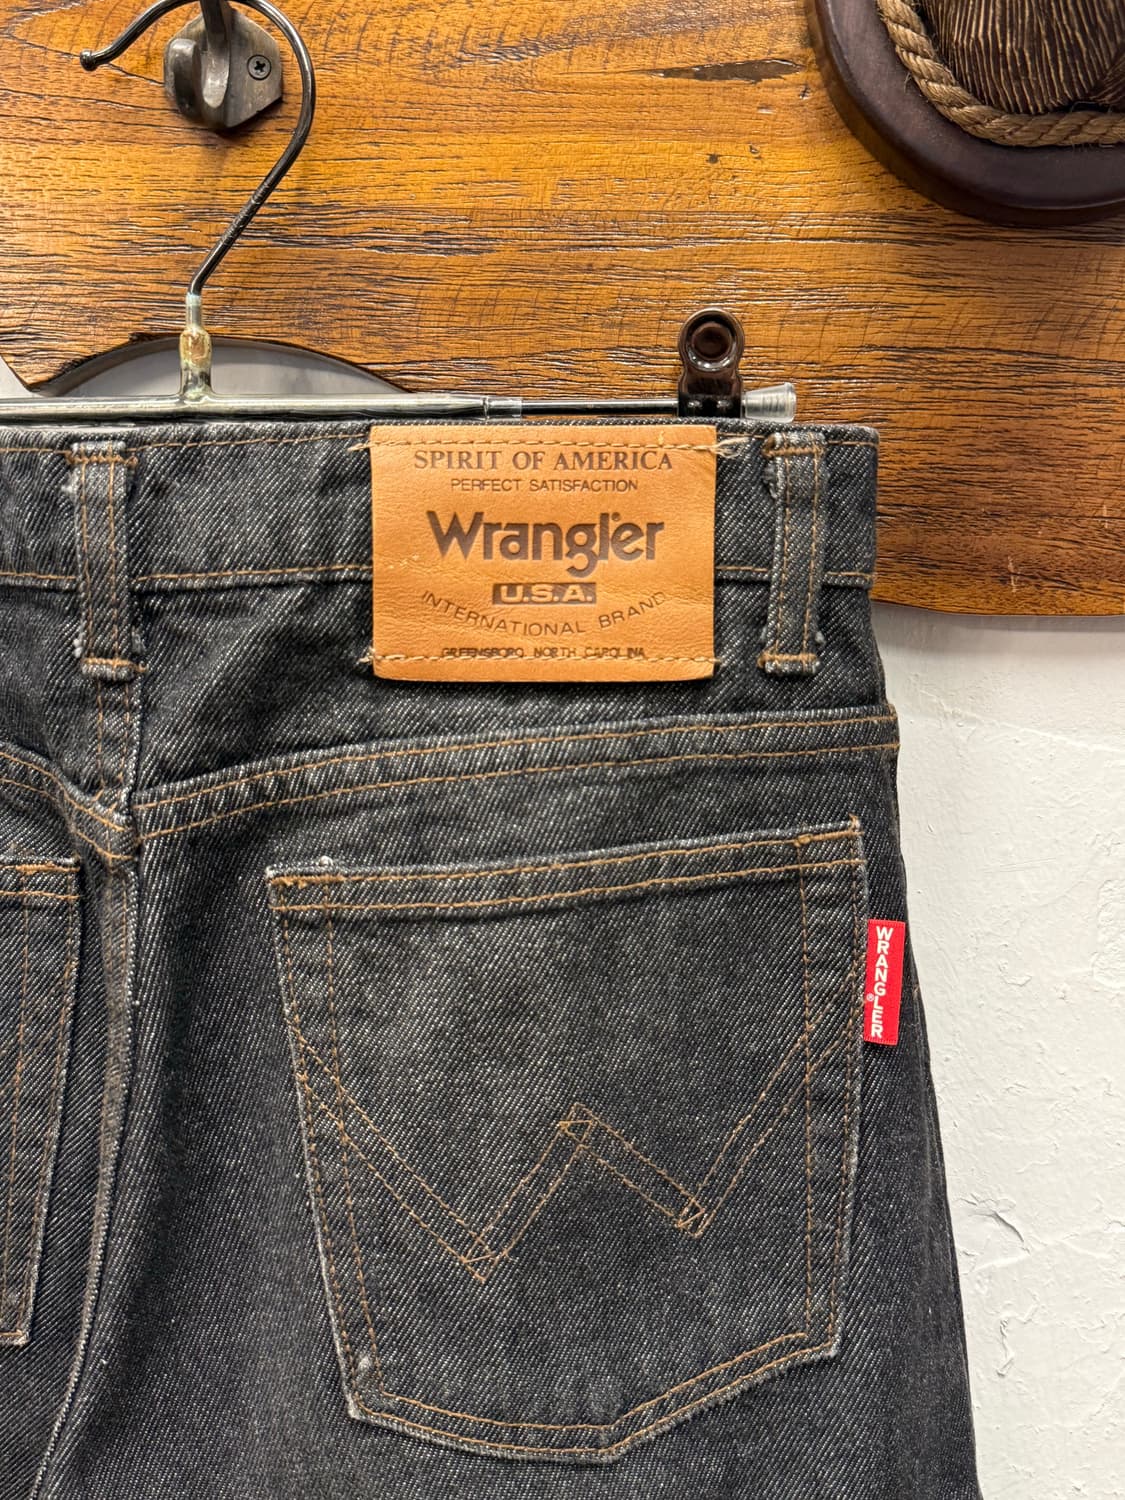 SPIRIT OF AMERICA
PERFECT SATISFACTION
Wrangler
U.S.A.
INTERNATIONAL BRAND
GREENSBORO NORTH CAROLINA
WRANGLER
®